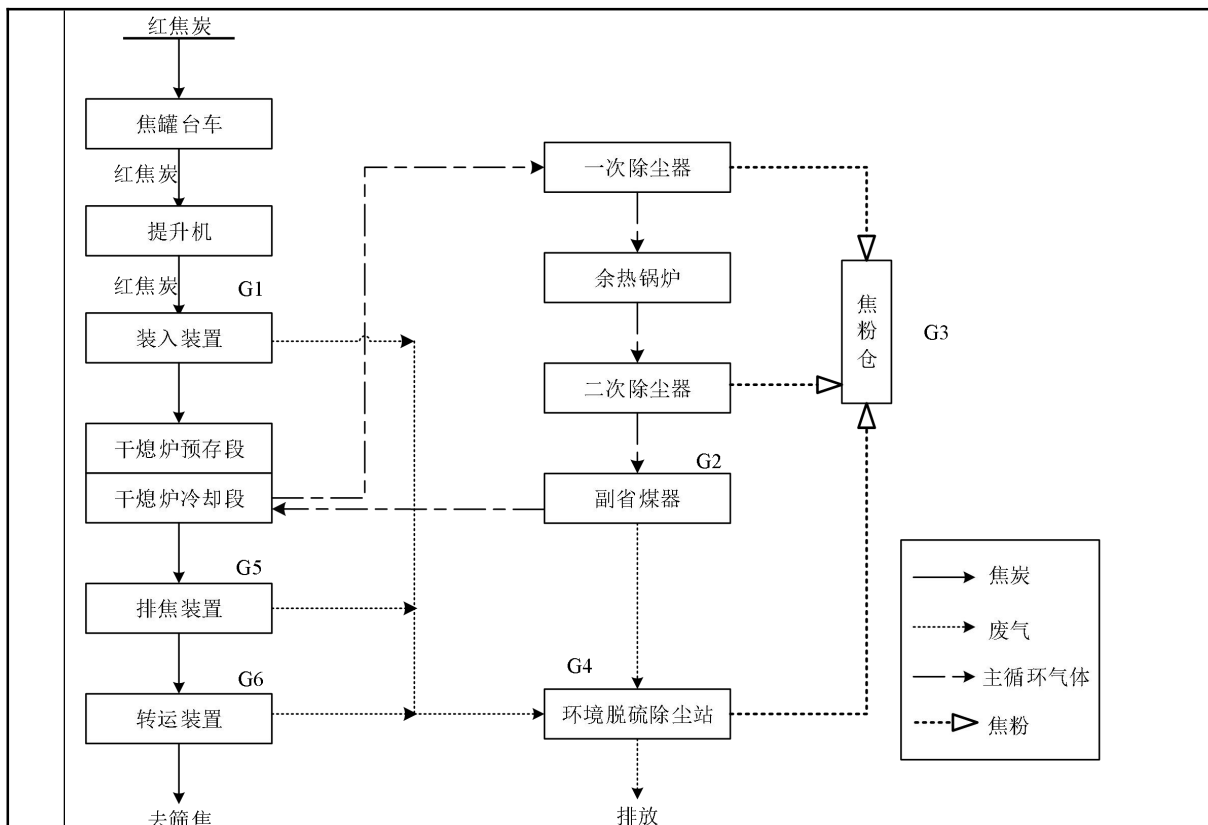 红焦炭
焦罐台车
红焦炭
提升机
红焦炭
G1
装入装置
干熄炉预存段
干熄炉冷却段
G5
排焦装置
G6
转运装置
去筛焦
一次除尘器
余热锅炉
二次除尘器
G2
副省煤器
G4
环境脱硫除尘站
排放
焦
粉
仓
G3
焦炭
废气
主循环气体
焦粉